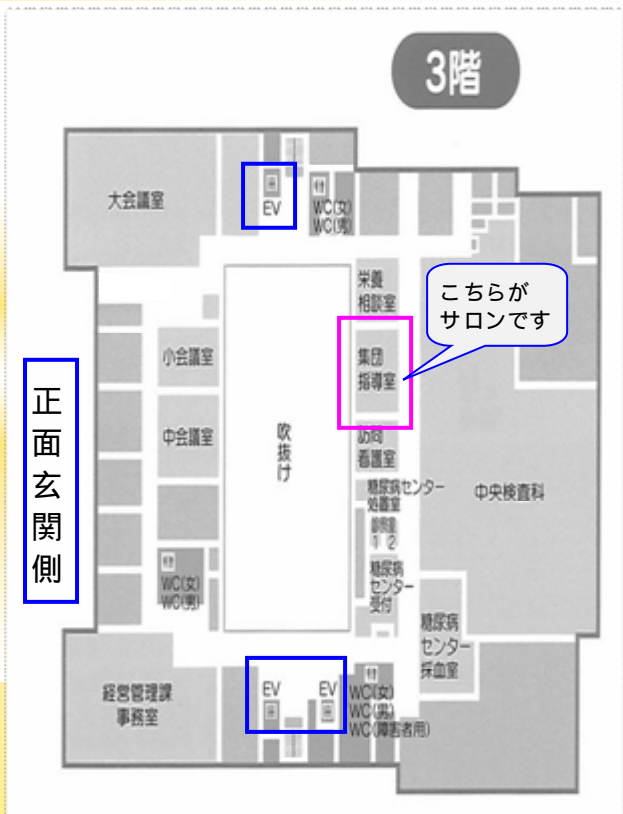 3階
大会議室
EV
WC(女)
WC(男)
栄養
相談室
こちらが
サロンです
小会議室
集団
指導室
正面玄関側
中会議室
吹抜け
訪問
看護室
糖尿病センター
処置室
中央検査科
診察室
1 2
WC(女)
WC(男)
糖尿病
センター
受付
糖尿病
センター
採血室
経営管理課
事務室
EV
EV
WC(女)
WC(男)
WC(障害者用)